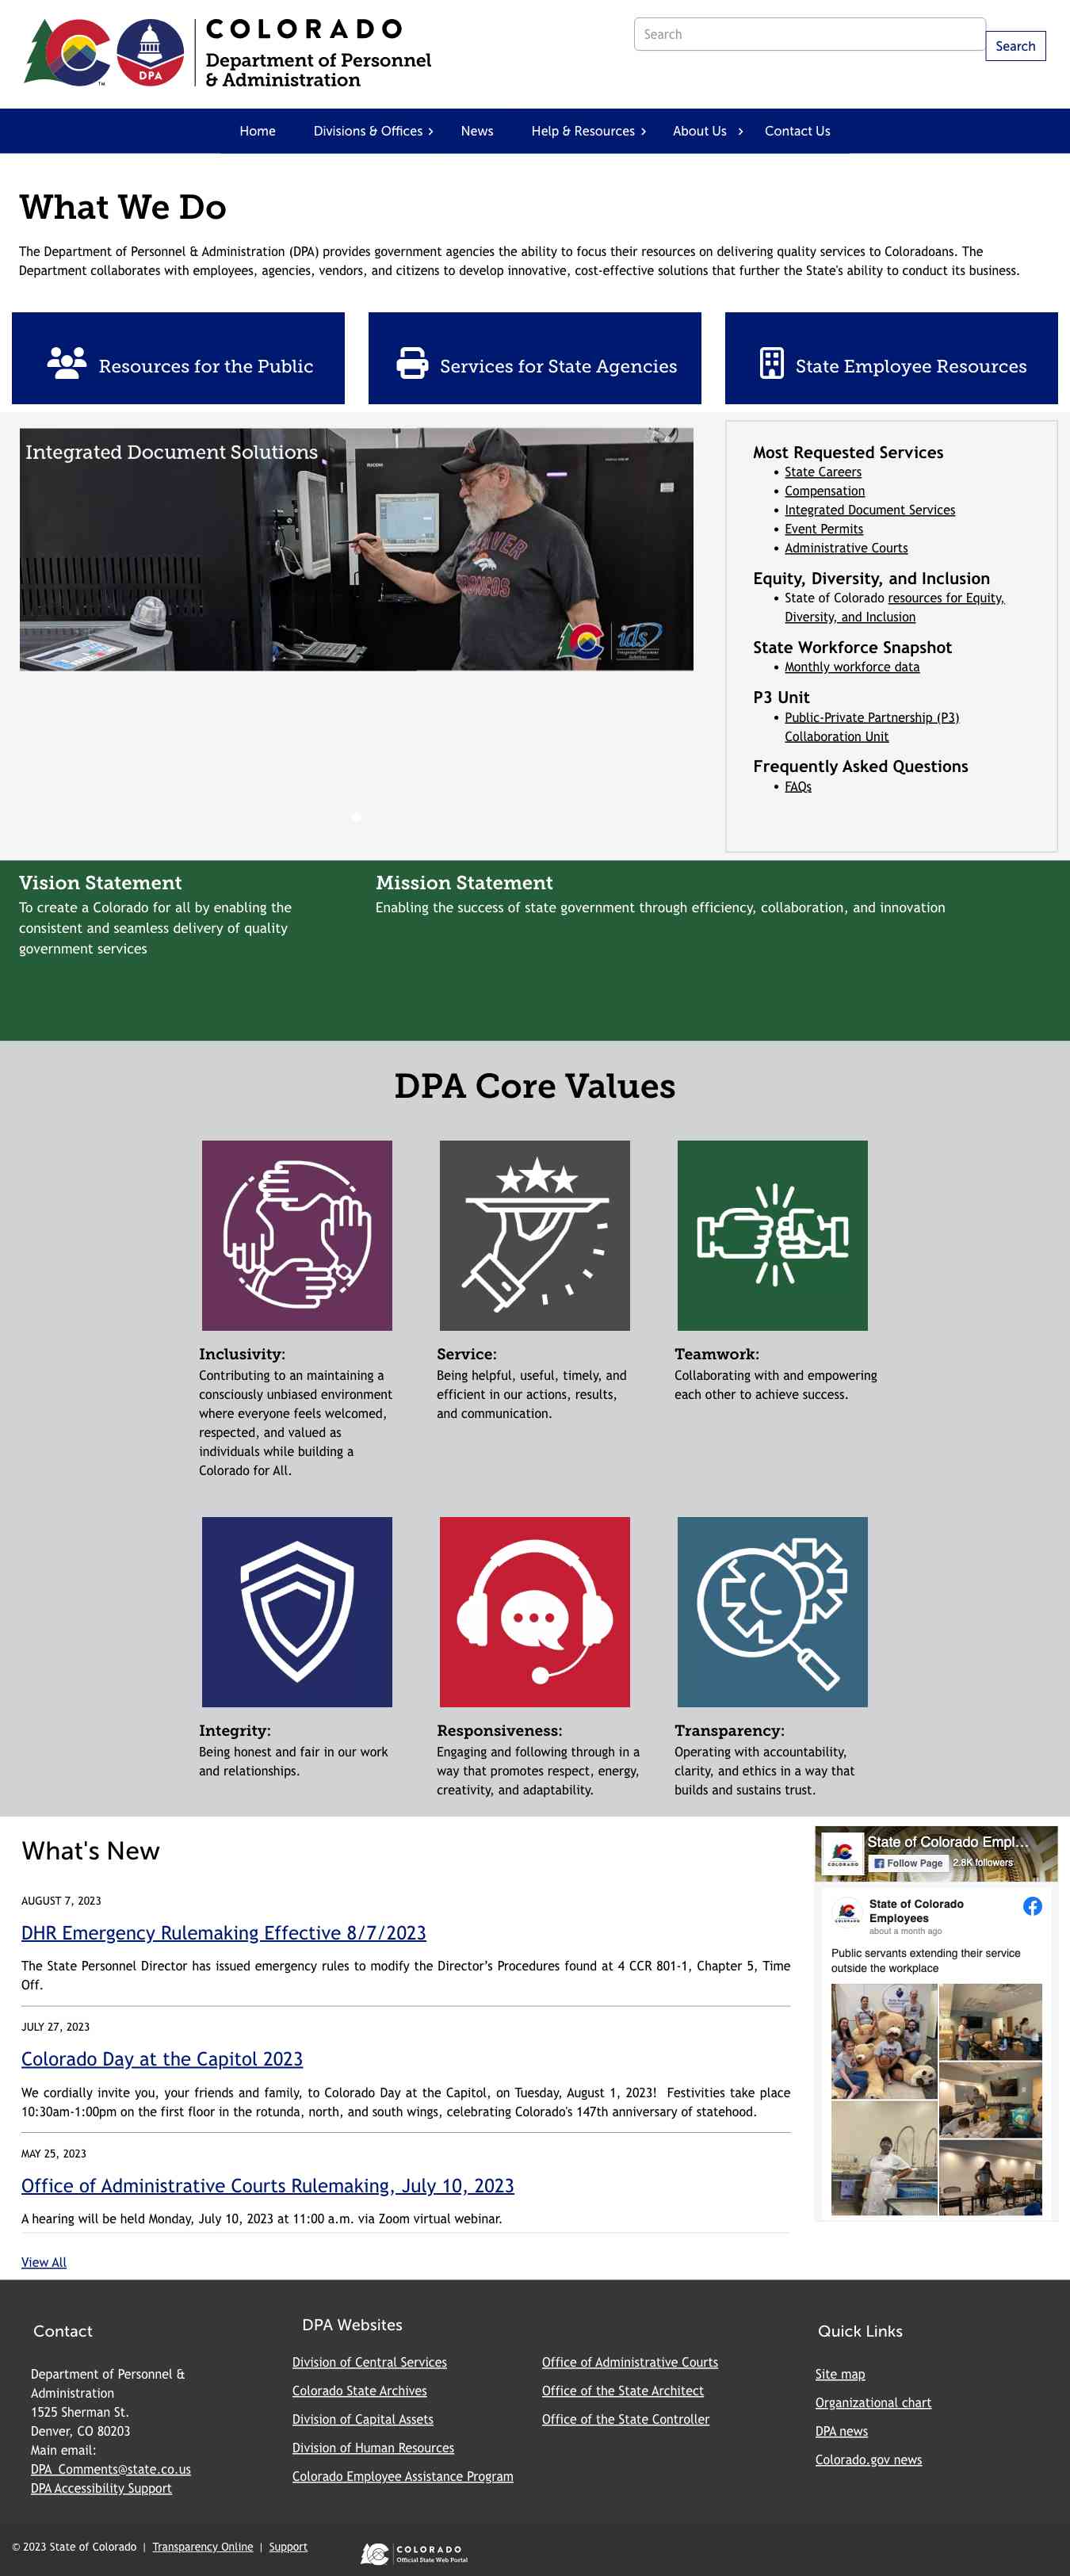 COLORADO
Department of Personnel
& Administration
DPA
TM
Search
Search
Home
Divisions & Offices
News
Help & Resources
About Us
Contact Us
What We Do
The Department of Personnel & Administration (DPA) provides government agencies the ability to focus their resources on delivering quality services to Coloradoans. The
Department collaborates with employees, agencies, vendors, and citizens to develop innovative, cost-effective solutions that further the State's ability to conduct its business.
Resources for the Public
Services for State Agencies
State Employee Resources
Integrated Document Solutions
RICOH
DENVER
BRONCOS
ids
Integrated Document
Solutions
Most Requested Services
State Careers
Compensation
Integrated Document Services
Event Permits
Administrative Courts
Equity, Diversity, and Inclusion
State of Colorado resources for Equity,
Diversity, and Inclusion
State Workforce Snapshot
Monthly workforce data
P3 Unit
Public-Private Partnership (P3)
Collaboration Unit
Frequently Asked Questions
FAQs
Vision Statement
To create a Colorado for all by enabling the
consistent and seamless delivery of quality
government services
Mission Statement
Enabling the success of state government through efficiency, collaboration, and innovation
DPA Core Values
Inclusivity:
Contributing to an maintaining a
consciously unbiased environment
where everyone feels welcomed,
respected, and valued as
individuals while building a
Colorado for All.
Service:
Being helpful, useful, timely, and
efficient in our actions, results,
and communication.
Teamwork:
Collaborating with and empowering
each other to achieve success.
Integrity:
Being honest and fair in our work
and relationships.
Responsiveness:
Engaging and following through in a
way that promotes respect, energy,
creativity, and adaptability.
Transparency:
Operating with accountability,
clarity, and ethics in a way that
builds and sustains trust.
What's New
AUGUST 7, 2023
DHR Emergency Rulemaking Effective 8/7/2023
The State Personnel Director has issued emergency rules to modify the Director’s Procedures found at 4 CCR 801-1, Chapter 5, Time
Off.
JULY 27, 2023
Colorado Day at the Capitol 2023
We cordially invite you, your friends and family, to Colorado Day at the Capitol, on Tuesday, August 1, 2023!  Festivities take place
10:30am-1:00pm on the first floor in the rotunda, north, and south wings, celebrating Colorado's 147th anniversary of statehood.
MAY 25, 2023
Office of Administrative Courts Rulemaking, July 10, 2023
A hearing will be held Monday, July 10, 2023 at 11:00 a.m. via Zoom virtual webinar.
View All
COLORADO
State of Colorado Empl...
Follow Page
2.8K followers
COLORADO
State of Colorado
Employees
about a month ago
Public servants extending their service
outside the workplace
Contact
Department of Personnel &
Administration
1525 Sherman St.
Denver, CO 80203
Main email:
DPA_Comments@state.co.us
DPA Accessibility Support
DPA Websites
Division of Central Services
Colorado State Archives
Division of Capital Assets
Division of Human Resources
Colorado Employee Assistance Program
Office of Administrative Courts
Office of the State Architect
Office of the State Controller
Quick Links
Site map
Organizational chart
DPA news
Colorado.gov news
© 2023 State of Colorado | Transparency Online | Support
COLORADO
Official State Web Portal